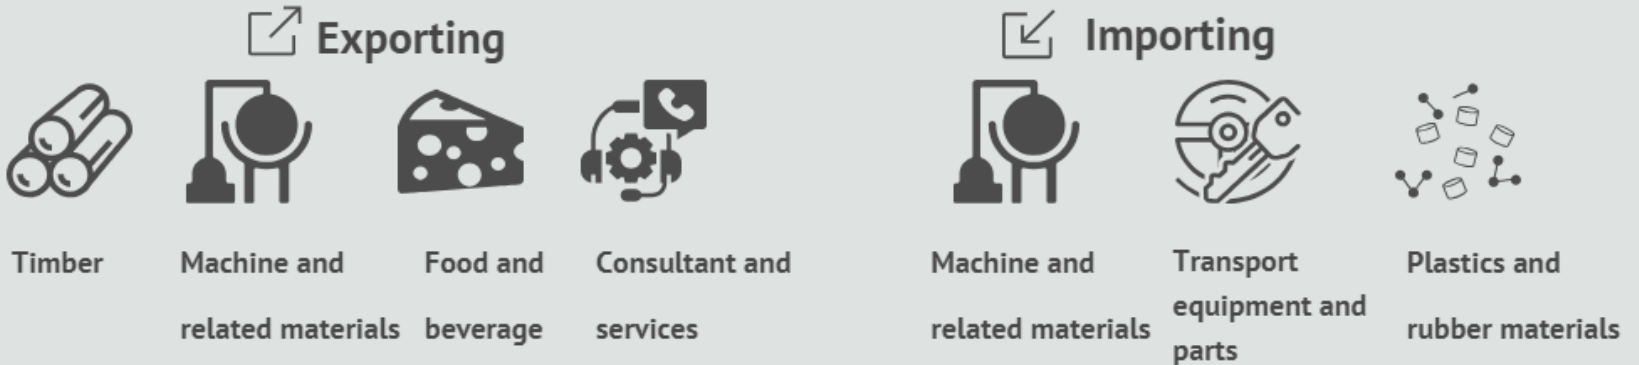 Exporting
Importing
Timber
Machine and
related materials
Food and
beverage
Consultant and
services
Machine and
related materials
Transport
equipment and
parts
Plastics and
rubber materials